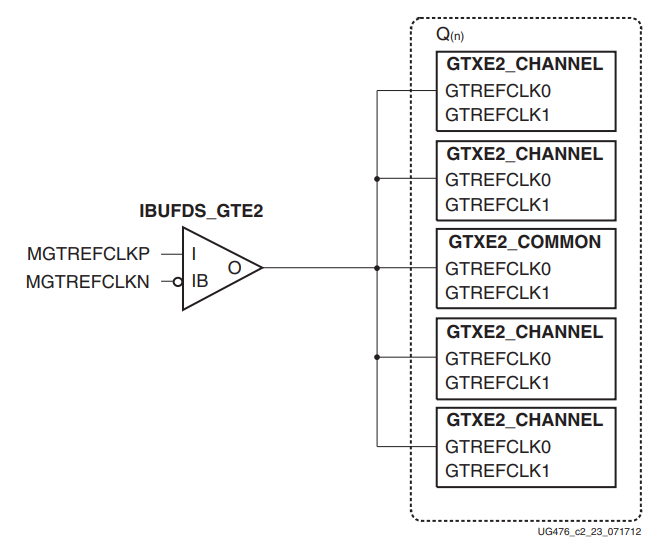 Q(n)
GTXE2_CHANNEL
GTREFCLK0
GTREFCLK1
GTXE2_CHANNEL
GTREFCLK0
GTREFCLK1
IBUFDS_GTE2
MGTREFCLKP
I
O
MGTREFCLKN
IB
GTXE2_COMMON
GTREFCLK0
GTREFCLK1
GTXE2_CHANNEL
GTREFCLK0
GTREFCLK1
GTXE2_CHANNEL
GTREFCLK0
GTREFCLK1
UG476_c2_23_071712